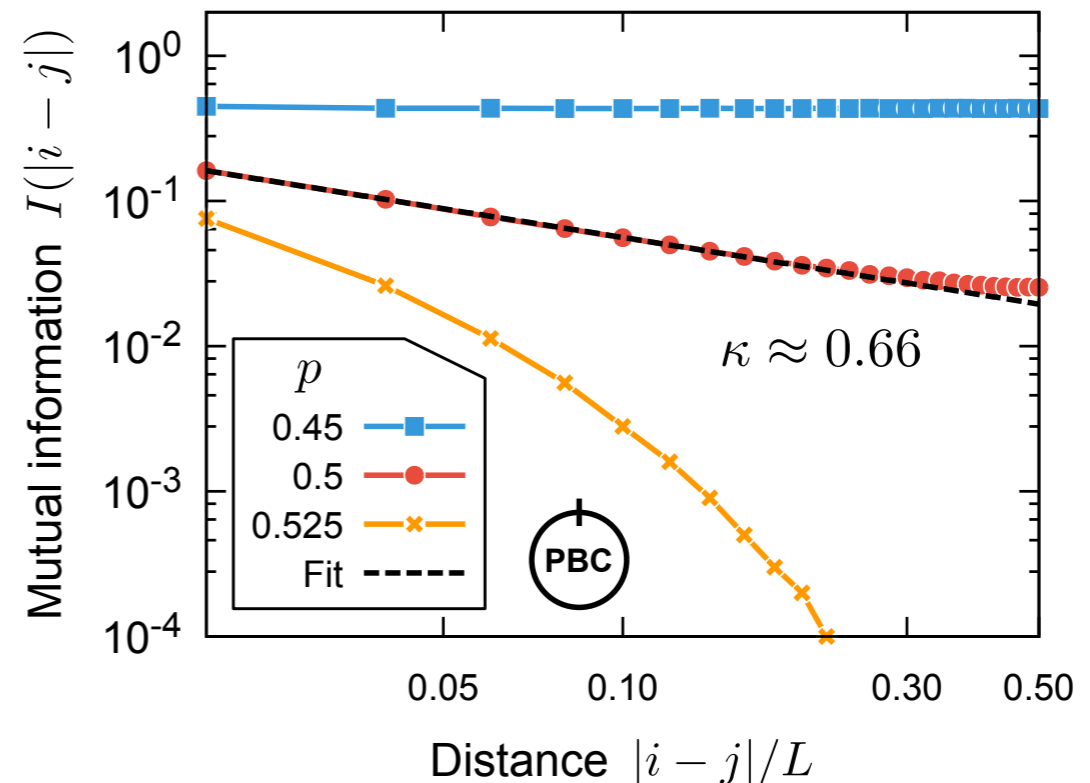 Mutual information I(|i − j|)
10^0
10^-1
10^-2
10^-3
10^-4
κ ≈ 0.66
p
0.45
0.5
0.525
Fit
PBC
0.05 0.10 0.30 0.50
Distance |i − j|/L